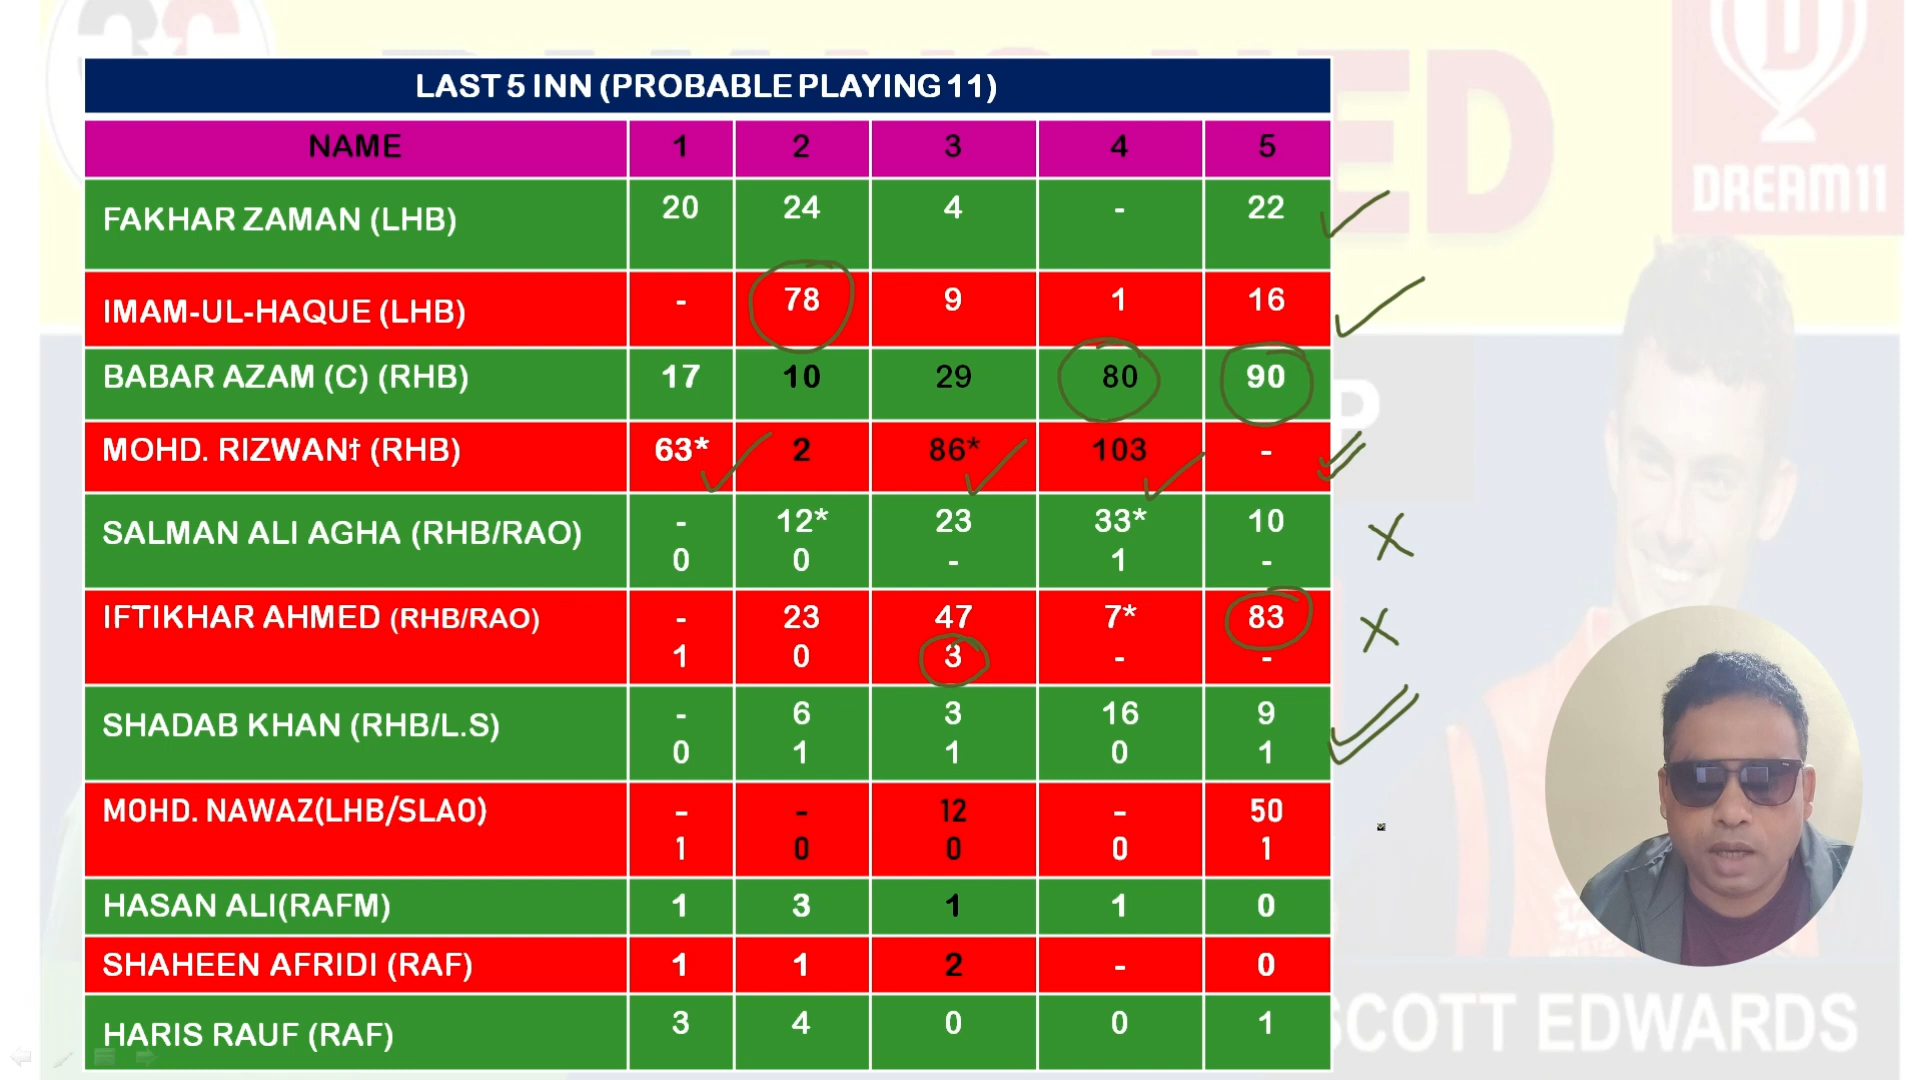 LAST 5 INN (PROBABLE PLAYING 11)
NAME 1 2 3 4 5
FAKHAR ZAMAN (LHB) 20 24 4 - 22
IMAM-UL-HAQUE (LHB) - 78 9 1 16
BABAR AZAM (C) (RHB) 17 10 29 80 90
MOHD. RIZWAN† (RHB) 63* 2 86* 103 -
SALMAN ALI AGHA (RHB/RAO) - 12* 23 33* 10
0 0 - 1 -
IFTIKHAR AHMED (RHB/RAO) - 23 47 7* 83
1 0 3 - -
SHADAB KHAN (RHB/L.S) - 6 3 16 9
0 1 1 0 1
MOHD. NAWAZ(LHB/SLAO) - - 12 - 50
1 0 0 0 1
HASAN ALI(RAFM) 1 3 1 1 0
SHAHEEN AFRIDI (RAF) 1 1 2 - 0
HARIS RAUF (RAF) 3 4 0 0 1
ED
DREAM11
P
SCOTT EDWARDS